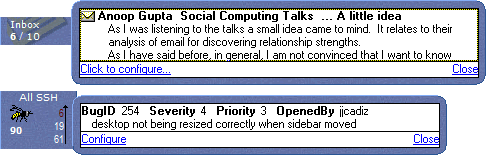 Inbox
6 / 10
Anoop Gupta  Social Computing Talks  ... A little idea
As I was listening to the talks a small idea came to mind.  It relates to their
analysis of email for discovering relationship strengths.
As I have said before, in general, I am not convinced that I want to know
Click to configure...
Close
All SSH
6
90
19
61
BugID  254  Severity  4  Priority  3  OpenedBy  jjcadiz
desktop not being resized correctly when sidebar moved
Configure
Close